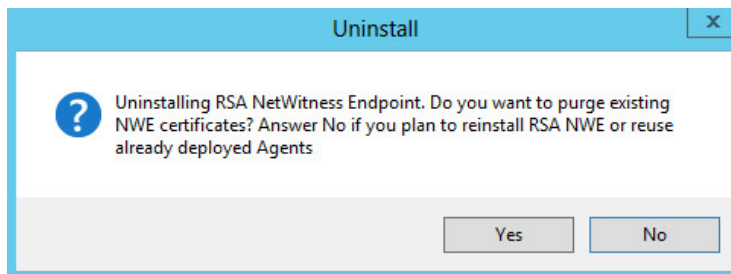 Uninstall
x
Uninstalling RSA NetWitness Endpoint. Do you want to purge existing
NWE certificates? Answer No if you plan to reinstall RSA NWE or reuse
already deployed Agents
Yes
No